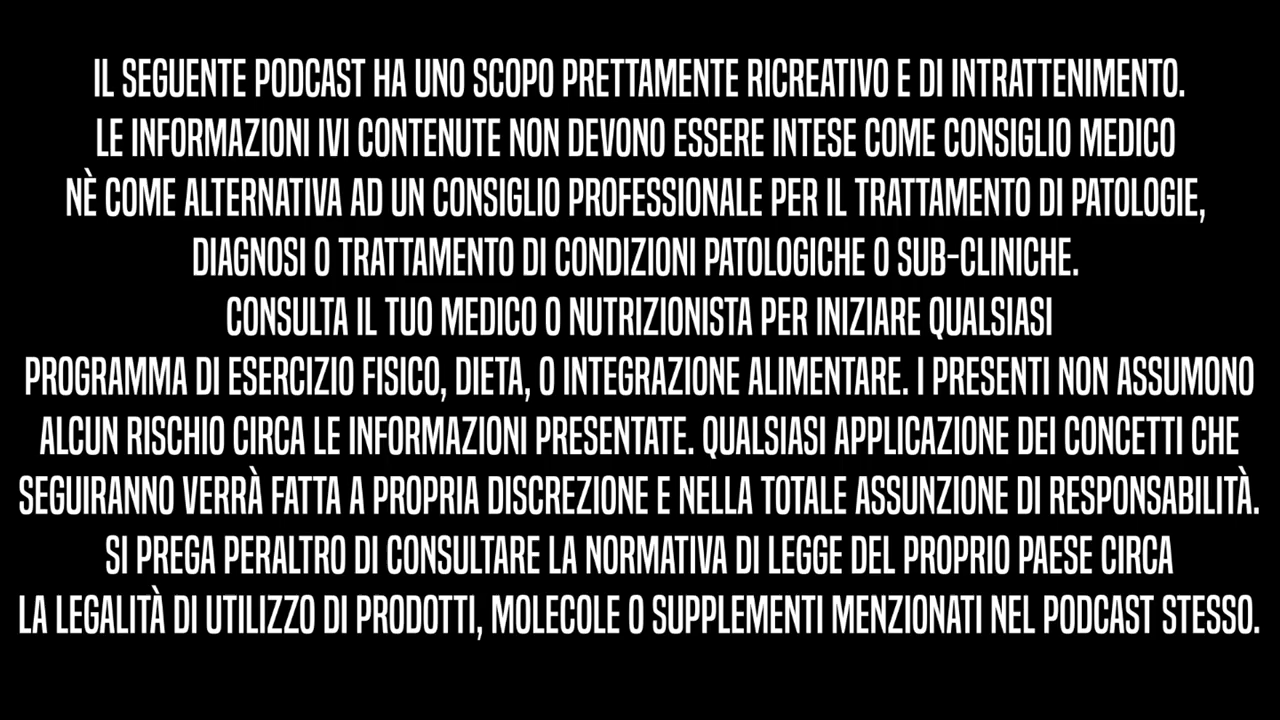 IL SEGUENTE PODCAST HA UNO SCOPO PRETTAMENTE RICREATIVO E DI INTRATTENIMENTO.
LE INFORMAZIONI IVI CONTENUTE NON DEVONO ESSERE INTESE COME CONSIGLIO MEDICO
NÈ COME ALTERNATIVA AD UN CONSIGLIO PROFESSIONALE PER IL TRATTAMENTO DI PATOLOGIE,
DIAGNOSI O TRATTAMENTO DI CONDIZIONI PATOLOGICHE O SUB-CLINICHE.
CONSULTA IL TUO MEDICO O NUTRIZIONISTA PER INIZIARE QUALSIASI
PROGRAMMA DI ESERCIZIO FISICO, DIETA, O INTEGRAZIONE ALIMENTARE. I PRESENTI NON ASSUMONO
ALCUN RISCHIO CIRCA LE INFORMAZIONI PRESENTATE. QUALSIASI APPLICAZIONE DEI CONCETTI CHE
SEGUIRANNO VERRÀ FATTA A PROPRIA DISCREZIONE E NELLA TOTALE ASSUNZIONE DI RESPONSABILITÀ.
SI PREGA PERALTRO DI CONSULTARE LA NORMATIVA DI LEGGE DEL PROPRIO PAESE CIRCA
LA LEGALITÀ DI UTILIZZO DI PRODOTTI, MOLECOLE O SUPPLEMENTI MENZIONATI NEL PODCAST STESSO.